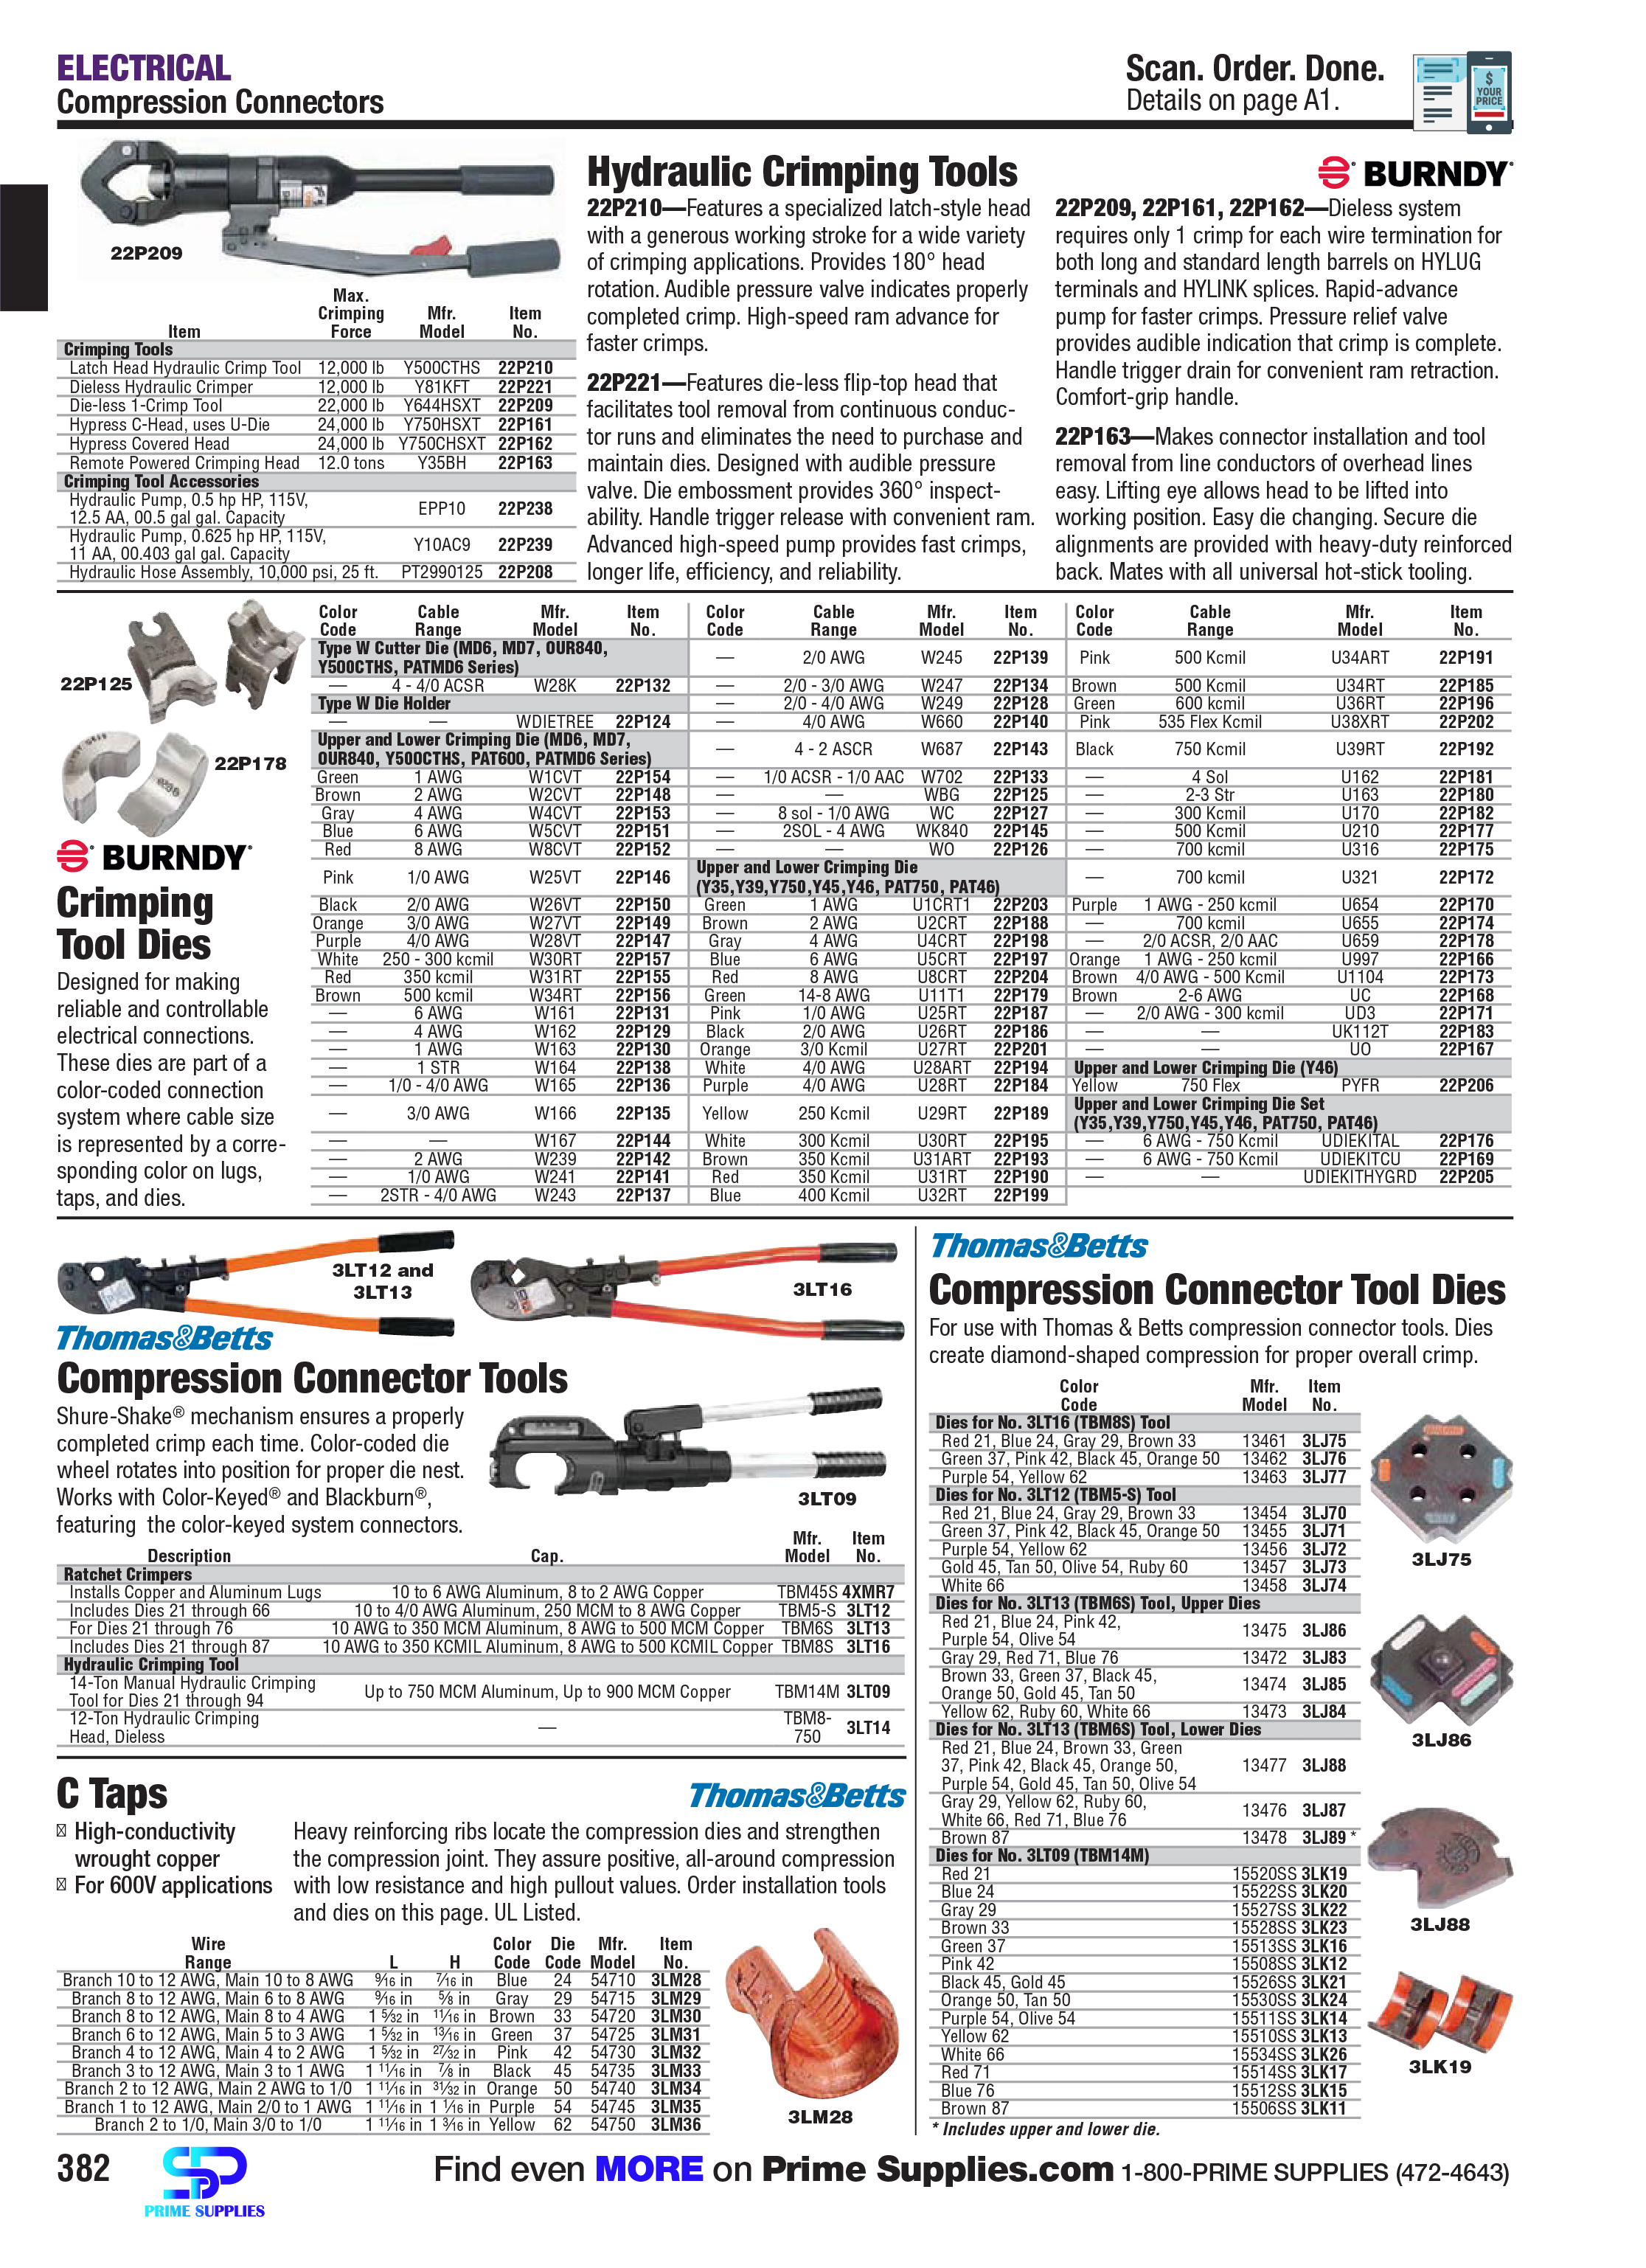 ELECTRICAL
Compression Connectors
Scan. Order. Done.
Details on page A1.
$
YOUR
PRICE
22P209
Item Max. Crimping Force Mfr. Model Item No.
Crimping Tools
Latch Head Hydraulic Crimp Tool 12,000 lb Y500CTHS 22P210
Dieless Hydraulic Crimper 12,000 lb Y81KFT 22P221
Die-less 1-Crimp Tool 22,000 lb Y644HSXT 22P209
Hypress C-Head, uses U-Die 24,000 lb Y750HSXT 22P161
Hypress Covered Head 24,000 lb Y750CHSXT 22P162
Remote Powered Crimping Head 12.0 tons Y35BH 22P163
Crimping Tool Accessories
Hydraulic Pump, 0.5 hp HP, 115V,
12.5 AA, 00.5 gal gal. Capacity EPP10 22P238
Hydraulic Pump, 0.625 hp HP, 115V,
11 AA, 00.403 gal gal. Capacity Y10AC9 22P239
Hydraulic Hose Assembly, 10,000 psi, 25 ft. PT2990125 22P208
Hydraulic Crimping Tools
BURNDY
22P210—Features a specialized latch-style head
with a generous working stroke for a wide variety
of crimping applications. Provides 180° head
rotation. Audible pressure valve indicates properly
completed crimp. High-speed ram advance for
faster crimps.
22P221—Features die-less flip-top head that
facilitates tool removal from continuous conduc-
tor runs and eliminates the need to purchase and
maintain dies. Designed with audible pressure
valve. Die embossment provides 360° inspect-
ability. Handle trigger release with convenient ram.
Advanced high-speed pump provides fast crimps,
longer life, efficiency, and reliability.
22P209, 22P161, 22P162—Dieless system
requires only 1 crimp for each wire termination for
both long and standard length barrels on HYLUG
terminals and HYLINK splices. Rapid-advance
pump for faster crimps. Pressure relief valve
provides audible indication that crimp is complete.
Handle trigger drain for convenient ram retraction.
Comfort-grip handle.
22P163—Makes connector installation and tool
removal from line conductors of overhead lines
easy. Lifting eye allows head to be lifted into
working position. Easy die changing. Secure die
alignments are provided with heavy-duty reinforced
back. Mates with all universal hot-stick tooling.
22P125
22P178
BURNDY
Crimping
Tool Dies
Designed for making
reliable and controllable
electrical connections.
These dies are part of a
color-coded connection
system where cable size
is represented by a corre-
sponding color on lugs,
taps, and dies.
Color Code Cable Range Mfr. Model Item No.
Type W Cutter Die (MD6, MD7, OUR840,
Y500CTHS, PATMD6 Series)
— 4 - 4/0 ACSR W28K 22P132
Type W Die Holder
— — WDIETREE 22P124
Upper and Lower Crimping Die (MD6, MD7,
OUR840, Y500CTHS, PAT600, PATMD6 Series)
Green 1 AWG W1CVT 22P154
Brown 2 AWG W2CVT 22P148
Gray 4 AWG W4CVT 22P153
Blue 6 AWG W5CVT 22P151
Red 8 AWG W8CVT 22P152
Pink 1/0 AWG W25VT 22P146
Black 2/0 AWG W26VT 22P150
Orange 3/0 AWG W27VT 22P149
Purple 4/0 AWG W28VT 22P147
White 250 - 300 kcmil W30RT 22P157
Red 350 kcmil W31RT 22P155
Brown 500 kcmil W34RT 22P156
— 6 AWG W161 22P131
— 4 AWG W162 22P129
— 1 AWG W163 22P130
— 1 STR W164 22P138
— 1/0 - 4/0 AWG W165 22P136
— 3/0 AWG W166 22P135
— — W167 22P144
— 2 AWG W239 22P142
— 1/0 AWG W241 22P141
— 2STR - 4/0 AWG W243 22P137
Color Code Cable Range Mfr. Model Item No.
— 2/0 AWG W245 22P139
— 2/0 - 3/0 AWG W247 22P134
— 2/0 - 4/0 AWG W249 22P128
— 4/0 AWG W660 22P140
— 4 - 2 ASCR W687 22P143
— 1/0 ACSR - 1/0 AAC W702 22P133
— — WBG 22P125
— 8 sol - 1/0 AWG WC 22P127
— 2SOL - 4 AWG WK840 22P145
— — WO 22P126
Upper and Lower Crimping Die
(Y35,Y39,Y750,Y45,Y46, PAT750, PAT46)
Green 1 AWG U1CRT1 22P203
Brown 2 AWG U2CRT 22P188
Gray 4 AWG U4CRT 22P198
Blue 6 AWG U5CRT 22P197
Red 8 AWG U8CRT 22P204
Green 14-8 AWG U11T1 22P179
Pink 1/0 AWG U25RT 22P187
Black 2/0 AWG U26RT 22P186
Orange 3/0 Kcmil U27RT 22P201
White 4/0 AWG U28ART 22P194
Purple 4/0 AWG U28RT 22P184
Yellow 250 Kcmil U29RT 22P189
White 300 Kcmil U30RT 22P195
Brown 350 Kcmil U31ART 22P193
Red 350 Kcmil U31RT 22P190
Blue 400 Kcmil U32RT 22P199
Color Code Cable Range Mfr. Model Item No.
Pink 500 Kcmil U34ART 22P191
Brown 500 Kcmil U34RT 22P185
Green 600 kcmil U36RT 22P196
Pink 535 Flex Kcmil U38XRT 22P202
Black 750 Kcmil U39RT 22P192
— 4 Sol U162 22P181
— 2-3 Str U163 22P180
— 300 Kcmil U170 22P182
— 500 Kcmil U210 22P177
— 700 kcmil U316 22P175
— 700 kcmil U321 22P172
Purple 1 AWG - 250 kcmil U654 22P170
— 700 kcmil U655 22P174
— 2/0 ACSR, 2/0 AAC U659 22P178
Orange 1 AWG - 250 kcmil U997 22P166
Brown 4/0 AWG - 500 Kcmil U1104 22P173
Brown 2-6 AWG UC 22P168
— 2/0 AWG - 300 kcmil UD3 22P171
— — UK112T 22P183
— — UO 22P167
Upper and Lower Crimping Die (Y46)
Yellow 750 Flex PYFR 22P206
Upper and Lower Crimping Die Set
(Y35,Y39,Y750,Y45,Y46, PAT750, PAT46)
— 6 AWG - 750 Kcmil UDIEKITAL 22P176
— 6 AWG - 750 Kcmil UDIEKITCU 22P169
— — UDIEKITHYGRD 22P205
3LT12 and
3LT13
3LT16
Thomas&Betts
Compression Connector Tools
Shure-Shake® mechanism ensures a properly
completed crimp each time. Color-coded die
wheel rotates into position for proper die nest.
Works with Color-Keyed® and Blackburn®,
featuring the color-keyed system connectors.
3LT09
Description Cap. Mfr. Model Item No.
Ratchet Crimpers
Installs Copper and Aluminum Lugs 10 to 6 AWG Aluminum, 8 to 2 AWG Copper TBM45S 4XMR7
Includes Dies 21 through 66 10 to 4/0 AWG Aluminum, 250 MCM to 8 AWG Copper TBM5-S 3LT12
For Dies 21 through 76 10 AWG to 350 MCM Aluminum, 8 AWG to 500 MCM Copper TBM6S 3LT13
Includes Dies 21 through 87 10 AWG to 350 KCMIL Aluminum, 8 AWG to 500 KCMIL Copper TBM8S 3LT16
Hydraulic Crimping Tool
14-Ton Manual Hydraulic Crimping
Tool for Dies 21 through 94 Up to 750 MCM Aluminum, Up to 900 MCM Copper TBM14M 3LT09
12-Ton Hydraulic Crimping
Head, Dieless — TBM8-750 3LT14
C Taps
Thomas&Betts
High-conductivity
wrought copper
For 600V applications
Heavy reinforcing ribs locate the compression dies and strengthen
the compression joint. They assure positive, all-around compression
with low resistance and high pullout values. Order installation tools
and dies on this page. UL Listed.
Wire Range L H Color Code Die Code Mfr. Model Item No.
Branch 10 to 12 AWG, Main 10 to 8 AWG 9⁄16 in 7⁄16 in Blue 24 54710 3LM28
Branch 8 to 12 AWG, Main 6 to 8 AWG 9⁄16 in 5⁄8 in Gray 29 54715 3LM29
Branch 8 to 12 AWG, Main 8 to 4 AWG 1 5⁄32 in 11⁄16 in Brown 33 54720 3LM30
Branch 6 to 12 AWG, Main 5 to 3 AWG 1 5⁄32 in 13⁄16 in Green 37 54725 3LM31
Branch 4 to 12 AWG, Main 4 to 2 AWG 1 5⁄32 in 27⁄32 in Pink 42 54730 3LM32
Branch 3 to 12 AWG, Main 3 to 1 AWG 1 11⁄16 in 7⁄8 in Black 45 54735 3LM33
Branch 2 to 12 AWG, Main 2 AWG to 1/0 1 11⁄16 in 31⁄32 in Orange 50 54740 3LM34
Branch 1 to 12 AWG, Main 2/0 to 1 AWG 1 11⁄16 in 1 1⁄16 in Purple 54 54745 3LM35
Branch 2 to 1/0, Main 3/0 to 1/0 1 11⁄16 in 1 3⁄16 in Yellow 62 54750 3LM36
3LM28
Thomas&Betts
Compression Connector Tool Dies
For use with Thomas & Betts compression connector tools. Dies
create diamond-shaped compression for proper overall crimp.
Color Code Mfr. Model Item No.
Dies for No. 3LT16 (TBM8S) Tool
Red 21, Blue 24, Gray 29, Brown 33 13461 3LJ75
Green 37, Pink 42, Black 45, Orange 50 13462 3LJ76
Purple 54, Yellow 62 13463 3LJ77
Dies for No. 3LT12 (TBM5-S) Tool
Red 21, Blue 24, Gray 29, Brown 33 13454 3LJ70
Green 37, Pink 42, Black 45, Orange 50 13455 3LJ71
Purple 54, Yellow 62 13456 3LJ72
Gold 45, Tan 50, Olive 54, Ruby 60 13457 3LJ73
White 66 13458 3LJ74
Dies for No. 3LT13 (TBM6S) Tool, Upper Dies
Red 21, Blue 24, Pink 42,
Purple 54, Olive 54 13475 3LJ86
Gray 29, Red 71, Blue 76 13472 3LJ83
Brown 33, Green 37, Black 45,
Orange 50, Gold 45, Tan 50 13474 3LJ85
Yellow 62, Ruby 60, White 66 13473 3LJ84
Dies for No. 3LT13 (TBM6S) Tool, Lower Dies
Red 21, Blue 24, Brown 33, Green
37, Pink 42, Black 45, Orange 50, 13477 3LJ88
Purple 54, Gold 45, Tan 50, Olive 54
Gray 29, Yellow 62, Ruby 60,
White 66, Red 71, Blue 76 13476 3LJ87
Brown 87 13478 3LJ89 *
Dies for No. 3LT09 (TBM14M)
Red 21 15520SS 3LK19
Blue 24 15522SS 3LK20
Gray 29 15527SS 3LK22
Brown 33 15528SS 3LK23
Green 37 15513SS 3LK16
Pink 42 15508SS 3LK12
Black 45, Gold 45 15526SS 3LK21
Orange 50, Tan 50 15530SS 3LK24
Purple 54, Olive 54 15511SS 3LK14
Yellow 62 15510SS 3LK13
White 66 15534SS 3LK26
Red 71 15514SS 3LK17
Blue 76 15512SS 3LK15
Brown 87 15506SS 3LK11
* Includes upper and lower die.
3LJ75
3LJ86
3LJ88
3LK19
382
PRIME SUPPLIES
Find even MORE on Prime Supplies.com 1-800-PRIME SUPPLIES (472-4643)